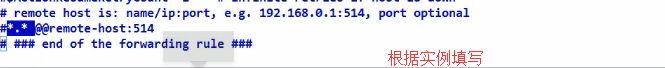 # remote host is: name/ip:port, e.g. 192.168.0.1:514, port optional
#*.* @@remote-host:514
# ### end of the forwarding rule ###
根据实例填写